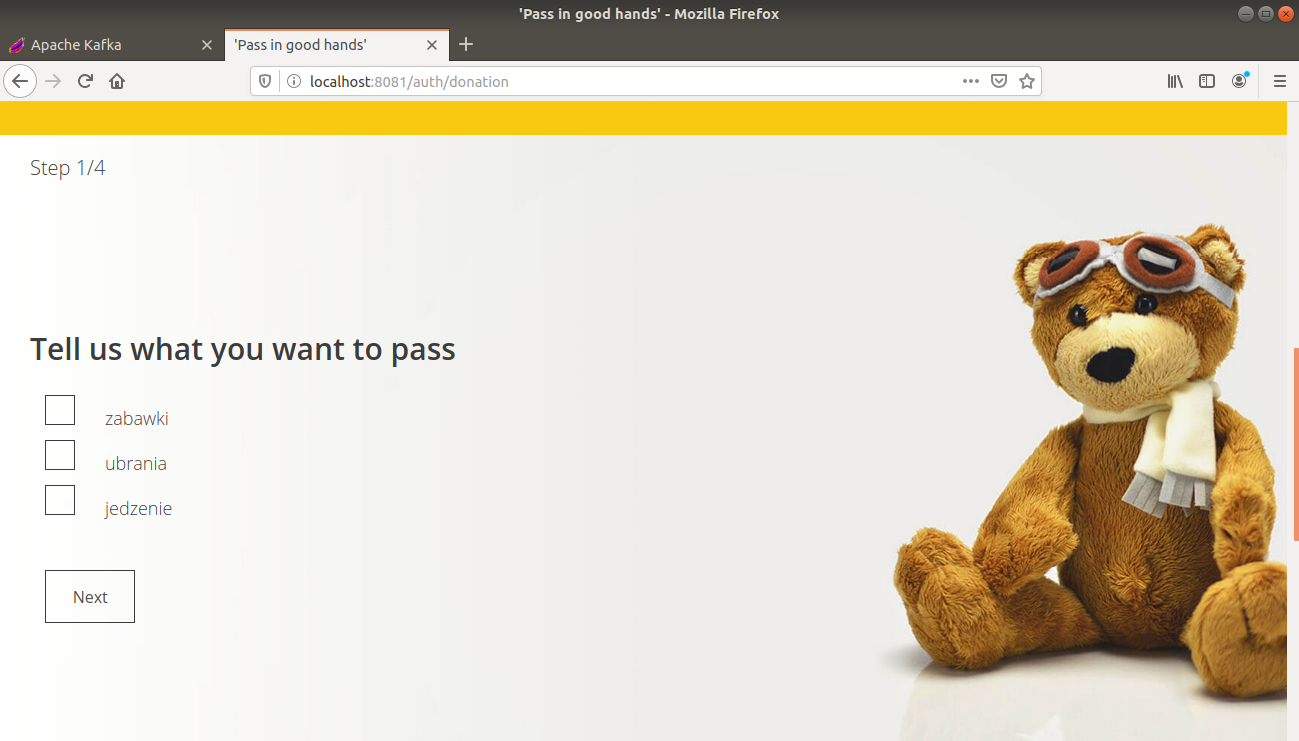 'Pass in good hands' - Mozilla Firefox
Apache Kafka
'Pass in good hands'
localhost:8081/auth/donation
Step 1/4
Tell us what you want to pass
zabawki
ubrania
jedzenie
Next